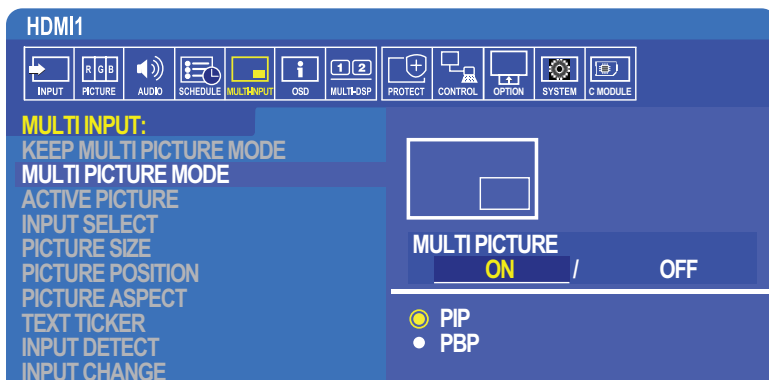 HDMI1
R G B 1 2
INPUT PICTURE AUDIO SCHEDULE MULTI-INPUT OSD MULTI-DSP PROTECT CONTROL OPTION SYSTEM C MODULE
MULTI INPUT:
KEEP MULTI PICTURE MODE
MULTI PICTURE MODE
ACTIVE PICTURE
INPUT SELECT
PICTURE SIZE
PICTURE POSITION
PICTURE ASPECT
TEXT TICKER
INPUT DETECT
INPUT CHANGE
MULTI PICTURE
ON / OFF
PIP
PBP